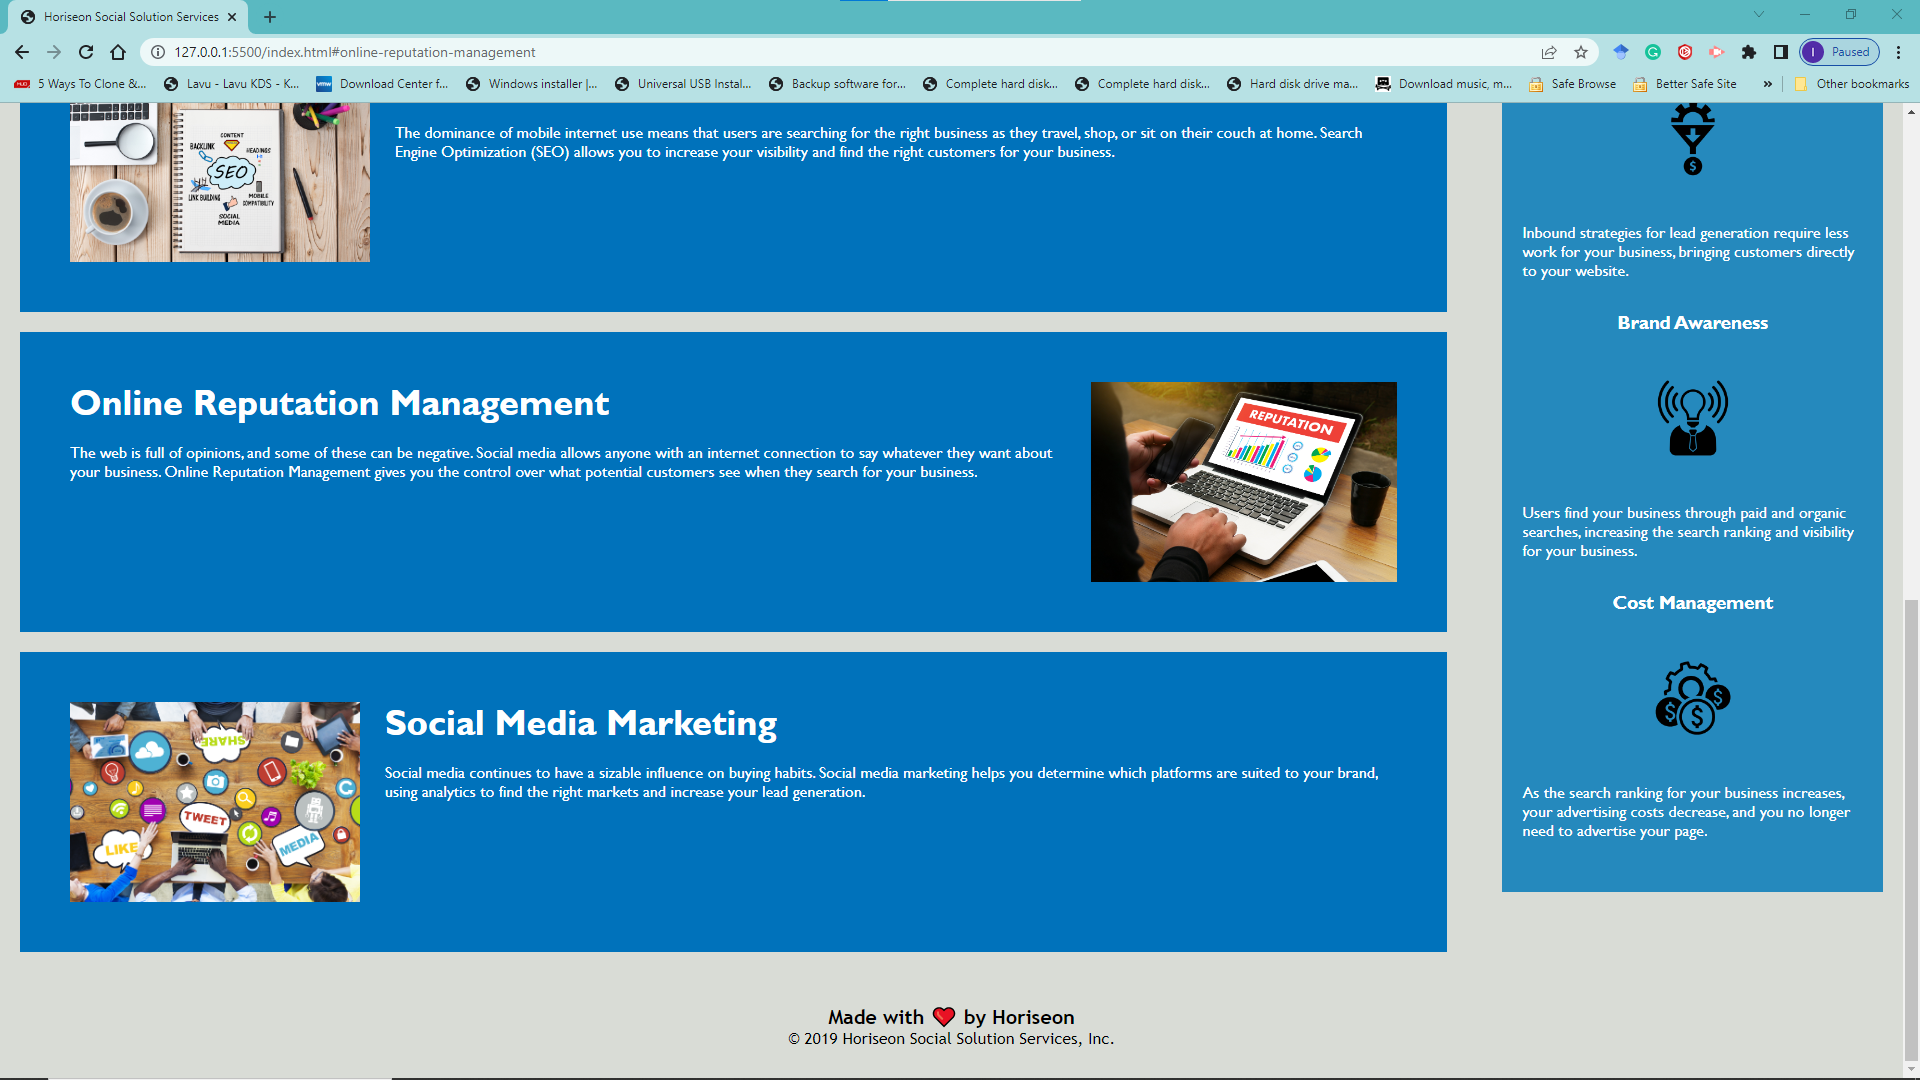 Horiseon Social Solution Services
127.0.0.1:5500/index.html#online-reputation-management
Paused
5 Ways To Clone &...
Lavu - Lavu KDS - K...
vmw
Download Center f...
Windows installer |...
Universal USB Instal...
Backup software for...
Complete hard disk...
Complete hard disk...
Hard disk drive ma...
Download music, m...
Safe Browse
Better Safe Site
»
Other bookmarks
CONTENT
BACKLINK
HEADINGS
SEO
LINK BUILDING
MOBILE
COMPATIBILITY
SOCIAL
MEDIA
The dominance of mobile internet use means that users are searching for the right business as they travel, shop, or sit on their couch at home. Search
Engine Optimization (SEO) allows you to increase your visibility and find the right customers for your business.
Online Reputation Management
The web is full of opinions, and some of these can be negative. Social media allows anyone with an internet connection to say whatever they want about
your business. Online Reputation Management gives you the control over what potential customers see when they search for your business.
REPUTATION
SHARE
TWEET
LIKE
MEDIA
Social Media Marketing
Social media continues to have a sizable influence on buying habits. Social media marketing helps you determine which platforms are suited to your brand,
using analytics to find the right markets and increase your lead generation.
$
Inbound strategies for lead generation require less
work for your business, bringing customers directly
to your website.
Brand Awareness
Users find your business through paid and organic
searches, increasing the search ranking and visibility
for your business.
Cost Management
$ $ $
As the search ranking for your business increases,
your advertising costs decrease, and you no longer
need to advertise your page.
Made with ❤️ by Horiseon
© 2019 Horiseon Social Solution Services, Inc.